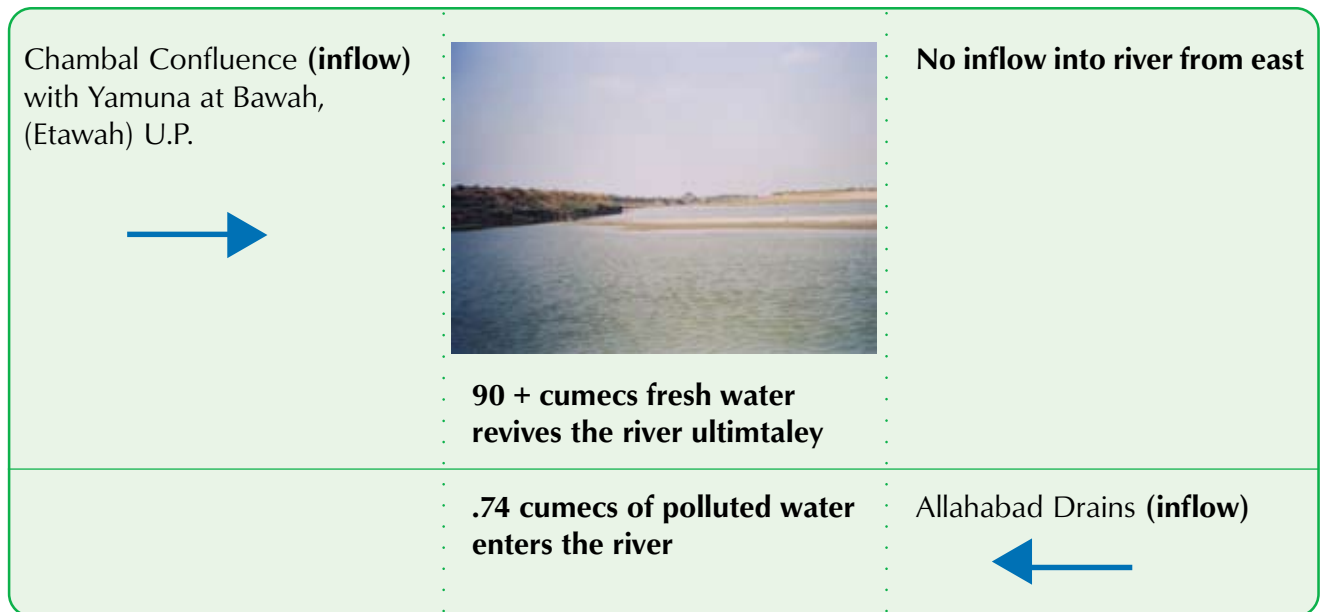 Chambal Confluence (inflow)
with Yamuna at Bawah,
(Etawah) U.P.
90 + cumecs fresh water
revives the river ultimtaley
No inflow into river from east
.74 cumecs of polluted water
enters the river
Allahabad Drains (inflow)